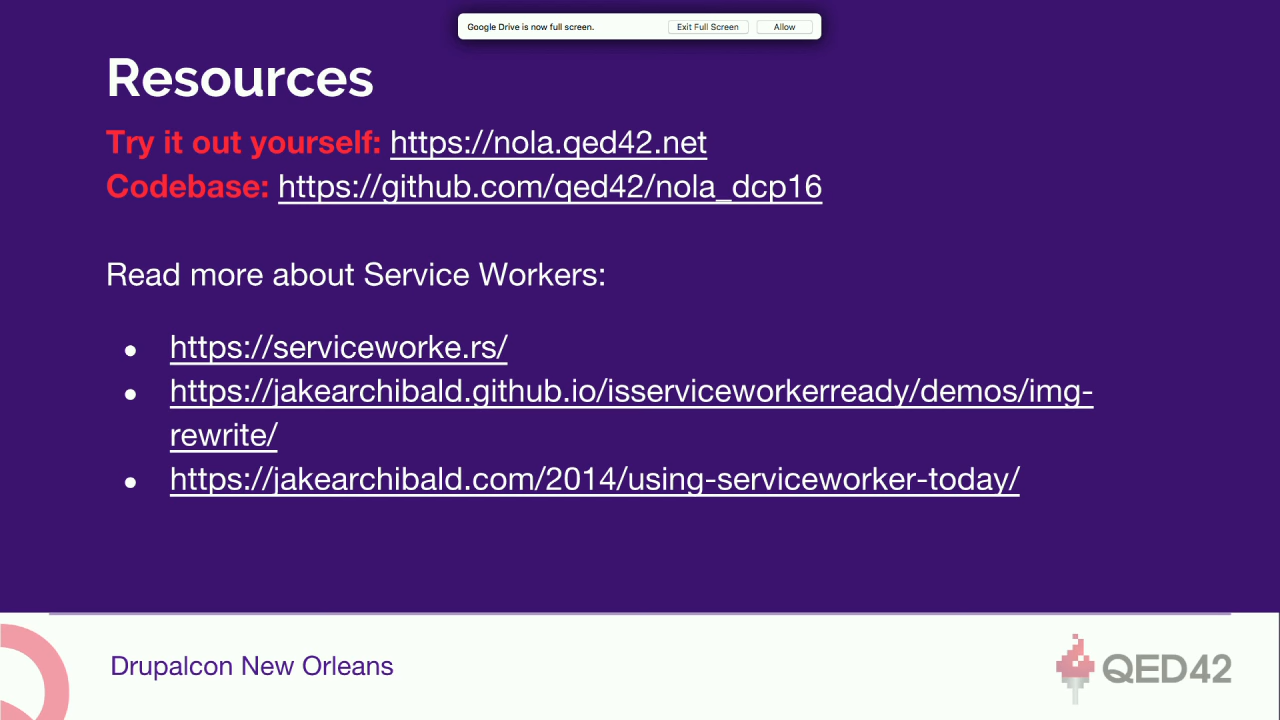 Google Drive is now full screen. Exit Full Screen Allow
Resources
Try it out yourself: https://nola.qed42.net
Codebase: https://github.com/qed42/nola_dcp16
Read more about Service Workers:
● https://serviceworke.rs/
● https://jakearchibald.github.io/isserviceworkerready/demos/img-
rewrite/
● https://jakearchibald.com/2014/using-serviceworker-today/
Drupalcon New Orleans
QED42